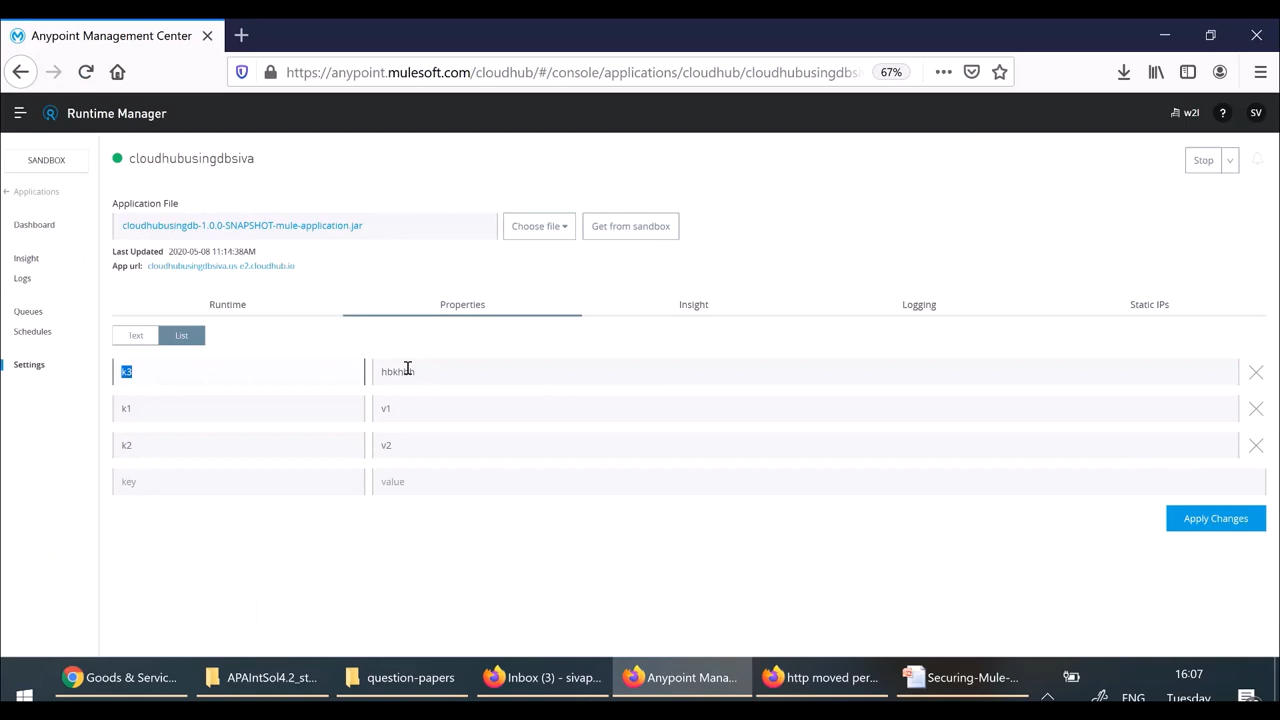 Anypoint Management Center
https://anypoint.mulesoft.com/cloudhub/#/console/applications/cloudhub/cloudhubusingdbs
67%
Runtime Manager
w2l
?
SV
SANDBOX
Applications
Dashboard
Insight
Logs
Queues
Schedules
Settings
cloudhubusingdbsiva
Stop
Application File
cloudhubusingdb-1.0.0-SNAPSHOT-mule-application.jar
Choose file
Get from sandbox
Last Updated 2020-05-08 11:14:38AM
App url: cloudhubusingdbsiva.us-e2.cloudhub.io
Runtime
Properties
Insight
Logging
Static IPs
Text
List
k3
k1 v1
k2 v2
key value
Apply Changes
Goods & Servic...
APAIntSol4.2_st...
question-papers
Inbox (3) - sivap...
Anypoint Mana...
http moved per...
Securing-Mule-...
16:07
ENG
Tuesday